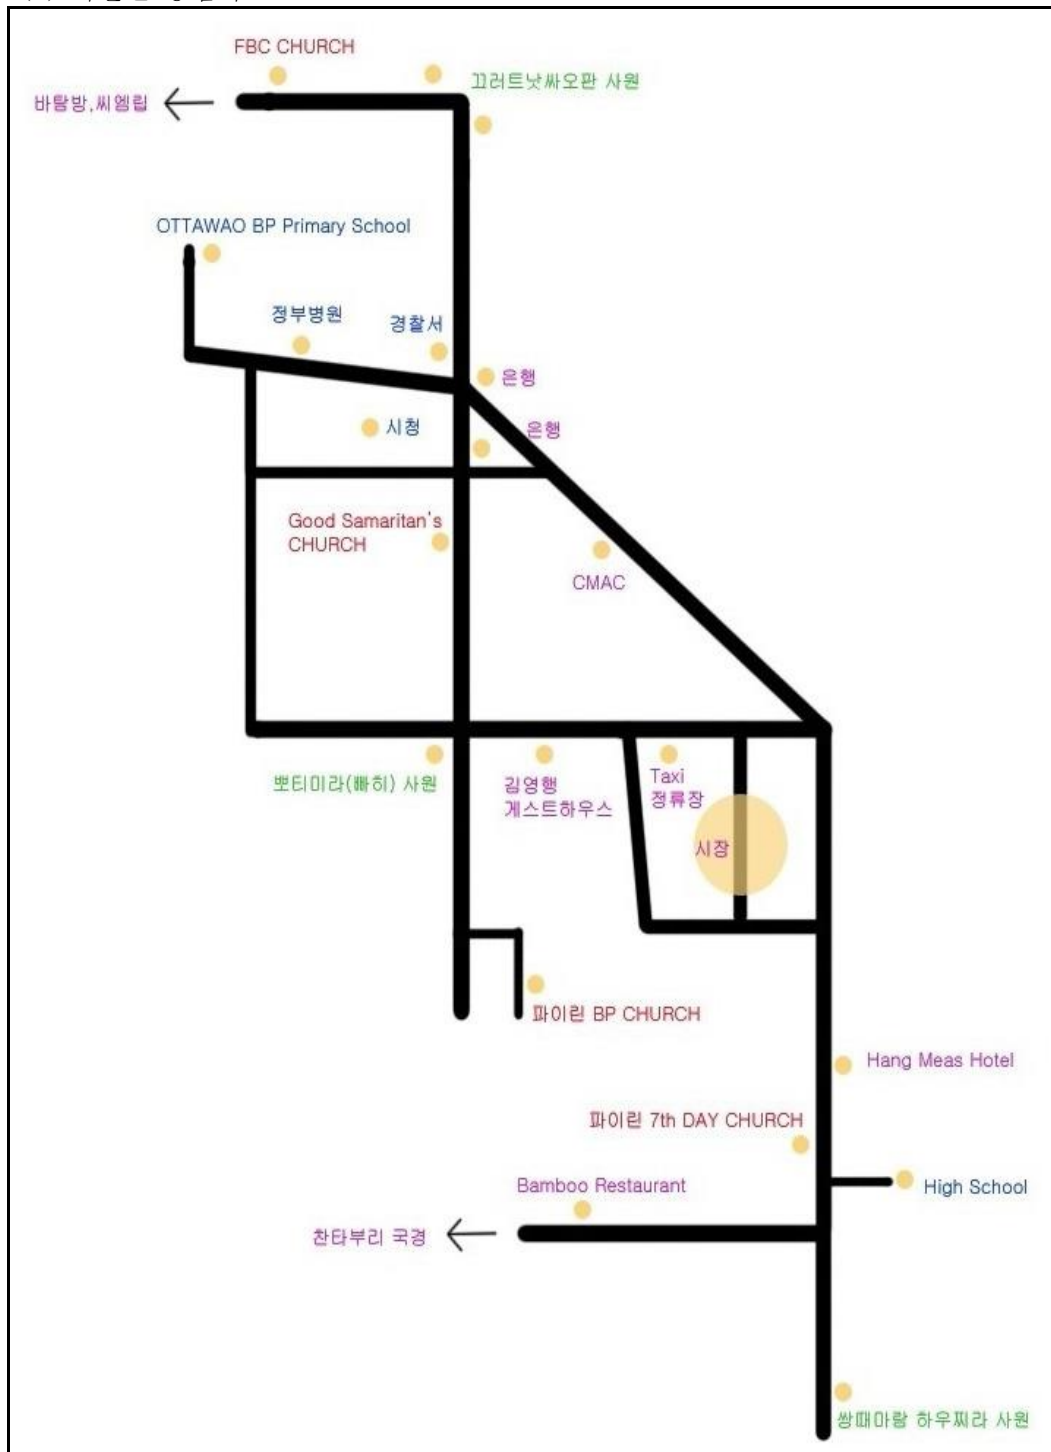 FBC CHURCH
끄러트낫싸오판 사원
바탐방,씨엠립
OTTAWAO BP Primary School
정부병원
경찰서
은행
시청
은행
Good Samaritan's
CHURCH
CMAC
뽀티미라(빠히) 사원
김영행
게스트하우스
Taxi
정류장
시장
파이린 BP CHURCH
Hang Meas Hotel
파이린 7th DAY CHURCH
Bamboo Restaurant
High School
찬타부리 국경
쌍때마람 하우찌라 사원